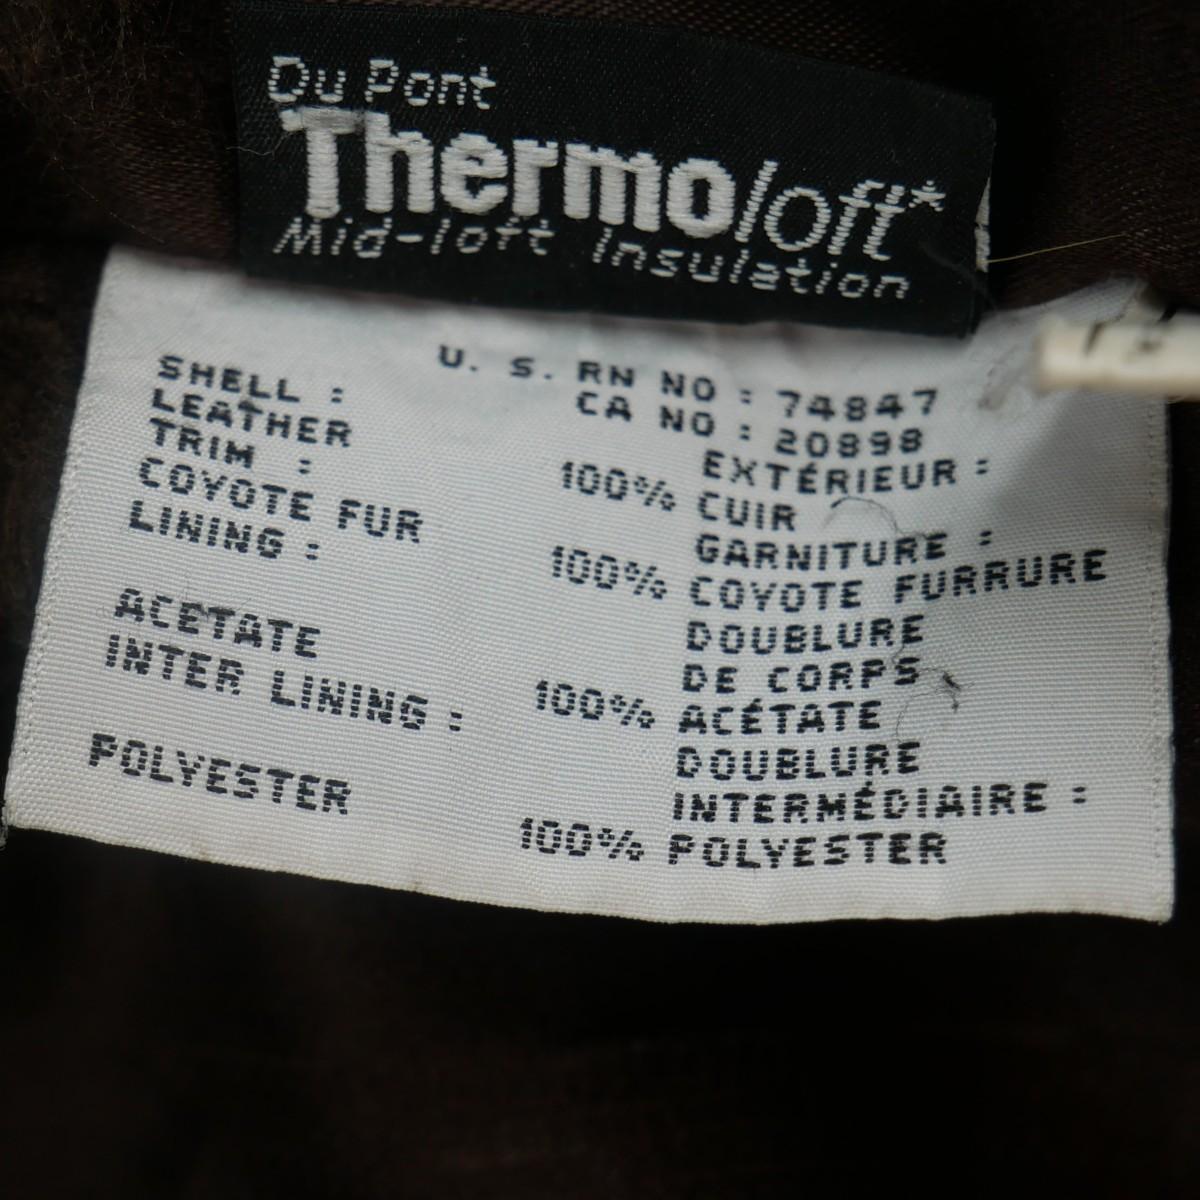 Du Pont
Thermoloft*
Mid-loft Insulation
U. S. RN NO : 74847
CA NO : 20898
SHELL :
LEATHER
TRIM :
COYOTE FUR
LINING :
ACETATE
INTER LINING :
POLYESTER
EXTÉRIEUR :
100% CUIR
GARNITURE :
100% COYOTE FURRURE
DOUBLURE
DE CORPS
100% ACÉTATE
DOUBLURE
INTERMÉDIAIRE :
100% POLYESTER